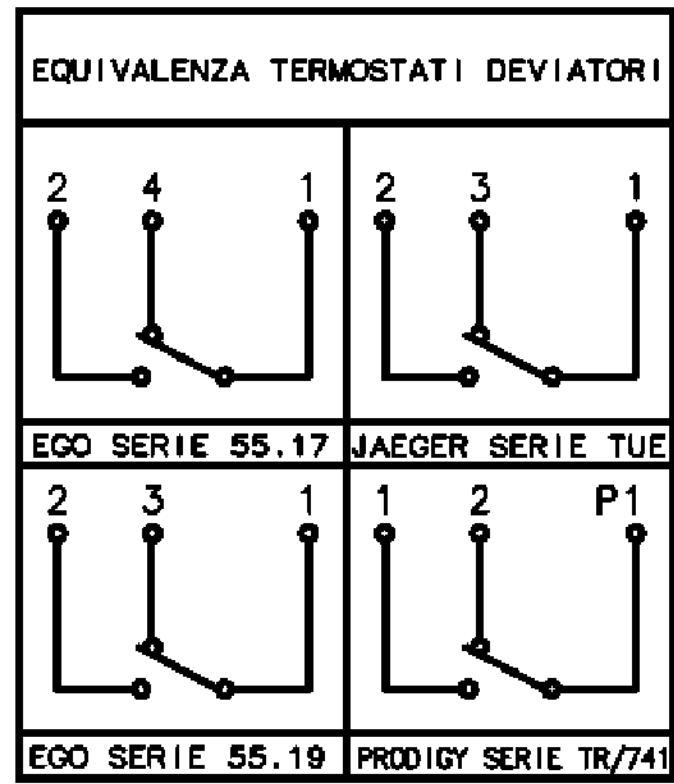 EQUIVALENZA TERMOSTATI DEVIATORI
2 4 1
2 3 1
EGO SERIE 55.17
JAEGER SERIE TUE
2 3 1
1 2 P1
EGO SERIE 55.19
PRODIGY SERIE TR/741